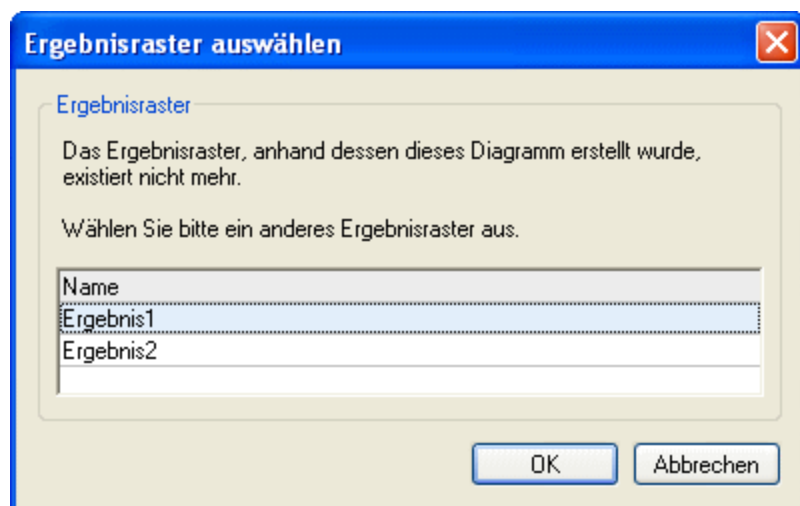 Ergebnisraster auswählen
Ergebnisraster
Das Ergebnisraster, anhand dessen dieses Diagramm erstellt wurde,
existiert nicht mehr.
Wählen Sie bitte ein anderes Ergebnisraster aus.
Name
Ergebnis1
Ergebnis2
OK Abbrechen